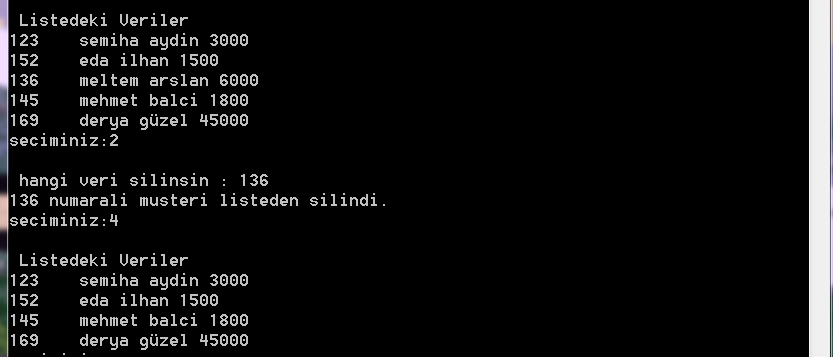 Listedeki Veriler
123 semiha aydin 3000
152 eda ilhan 1500
136 meltem arslan 6000
145 mehmet balci 1800
169 derya güzel 45000
seciminiz:2
hangi veri silinsin : 136
136 numarali musteri listeden silindi.
seciminiz:4
Listedeki Veriler
123 semiha aydin 3000
152 eda ilhan 1500
145 mehmet balci 1800
169 derya güzel 45000